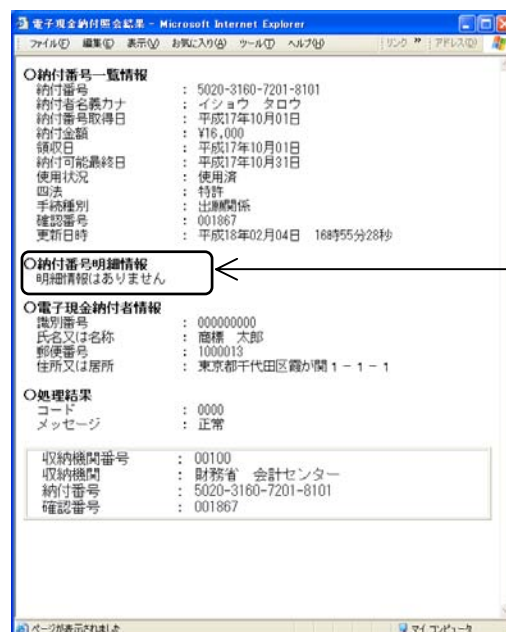 電子現金納付照会結果 - Microsoft Internet Explorer
ファイル(F) 編集(E) 表示(V) お気に入り(A) ツール(T) ヘルプ(H) リンク » アドレス(D)
○納付番号一覧情報
納付番号 : 5020-3160-7201-8101
納付者名義カナ : イショウ タロウ
納付番号取得日 : 平成17年10月01日
納付金額 : ¥16,000
領収日 : 平成17年10月01日
納付可能最終日 : 平成17年10月31日
使用状況 : 使用済
四法 : 特許
手続種別 : 出願関係
確認番号 : 001867
更新日時 : 平成18年02月04日 16時55分28秒
○納付番号明細情報
明細情報はありません
○電子現金納付者情報
識別番号 : 000000000
氏名又は名称 : 商標 太郎
郵便番号 : 1000013
住所又は居所 : 東京都千代田区霞が関1-1-1
○処理結果
コード : 0000
メッセージ : 正常
収納機関番号 : 00100
収納機関 : 財務省 会計センター
納付番号 : 5020-3160-7201-8101
確認番号 : 001867
ページが表示されました マイ コンピュータ